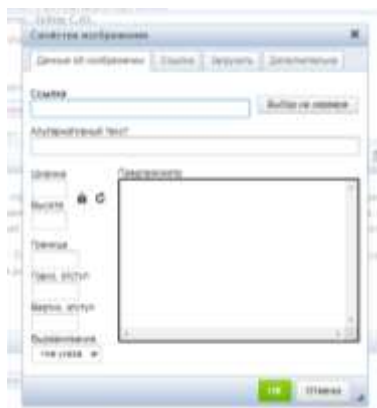 Свойства изображения
Данные об изображении Ссылка Загрузить Дополнительно
Ссылка
Выбор на сервере
Альтернативный текст
Ширина
Предпросмотр
Высота
Граница
Гориз. отступ
Вертик. отступ
Выравнивание
ОК Отмена